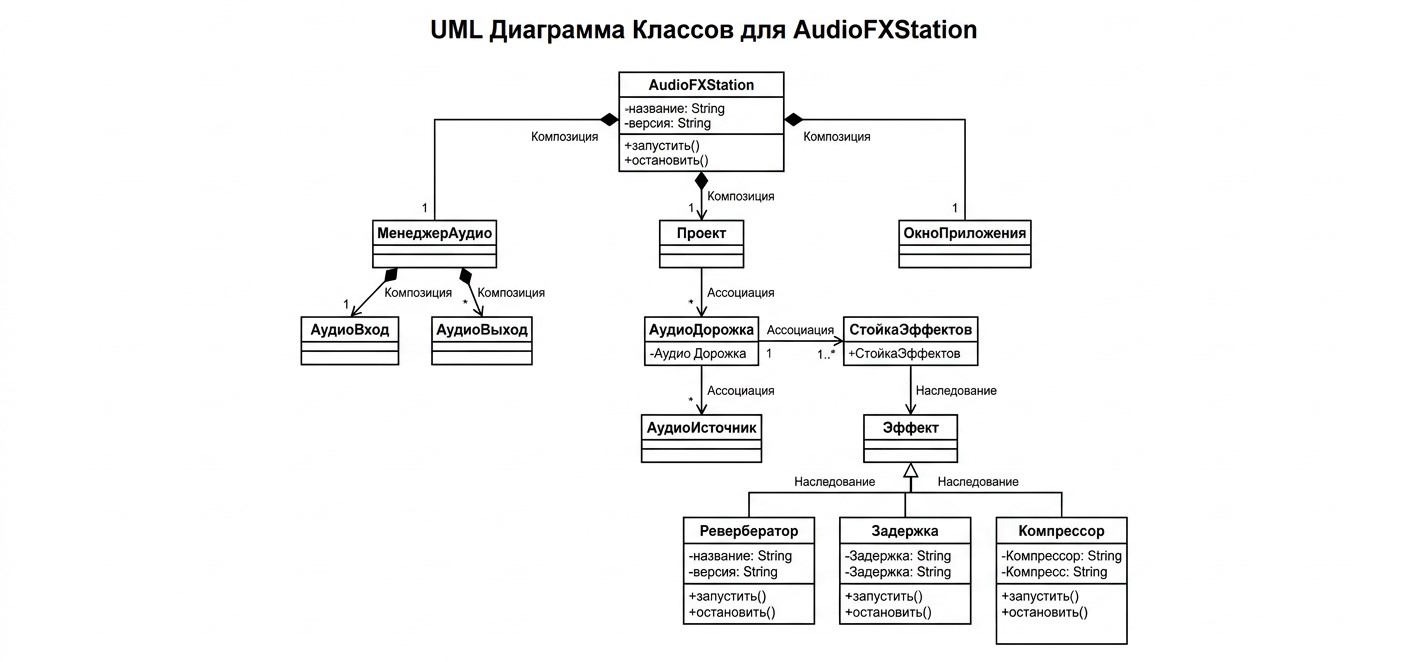 UML Диаграмма Классов для AudioFXStation
AudioFXStation
-название: String
-версия: String
+запустить()
+остановить()
Композиция
Композиция
Композиция
1
1
1
МенеджерАудио
Проект
ОкноПриложения
Композиция
Композиция
1
*
Ассоциация
*
АудиоВход
АудиоВыход
АудиоДорожка
-Аудио Дорожка
Ассоциация
1
1..*
СтойкаЭффектов
+СтойкаЭффектов
Ассоциация
*
Наследование
АудиоИсточник
Эффект
Наследование
Наследование
Ревербератор
-название: String
-версия: String
+запустить()
+остановить()
Задержка
-Задержка: String
-Задержка: String
+запустить()
+остановить()
Компрессор
-Компрессор: String
-Компресс: String
+запустить()
+остановить()